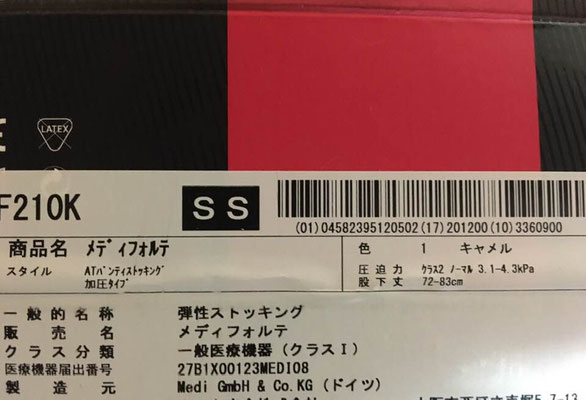 LATEX
F210K SS
(01)04582395120502(17)201200(10)3360900
商品名 メディフォルテ
色 1 キャメル
スタイル ATパンティストッキング
加圧タイプ
圧迫力 クラス2 ノーマル 3.1-4.3kPa
股下丈 72-83cm
一般的名称 弾性ストッキング
販売名 メディフォルテ
クラス分類 一般医療機器(クラスⅠ)
医療機器届出番号 27B1X00123MEDI08
製造元 Medi GmbH & Co.KG(ドイツ)